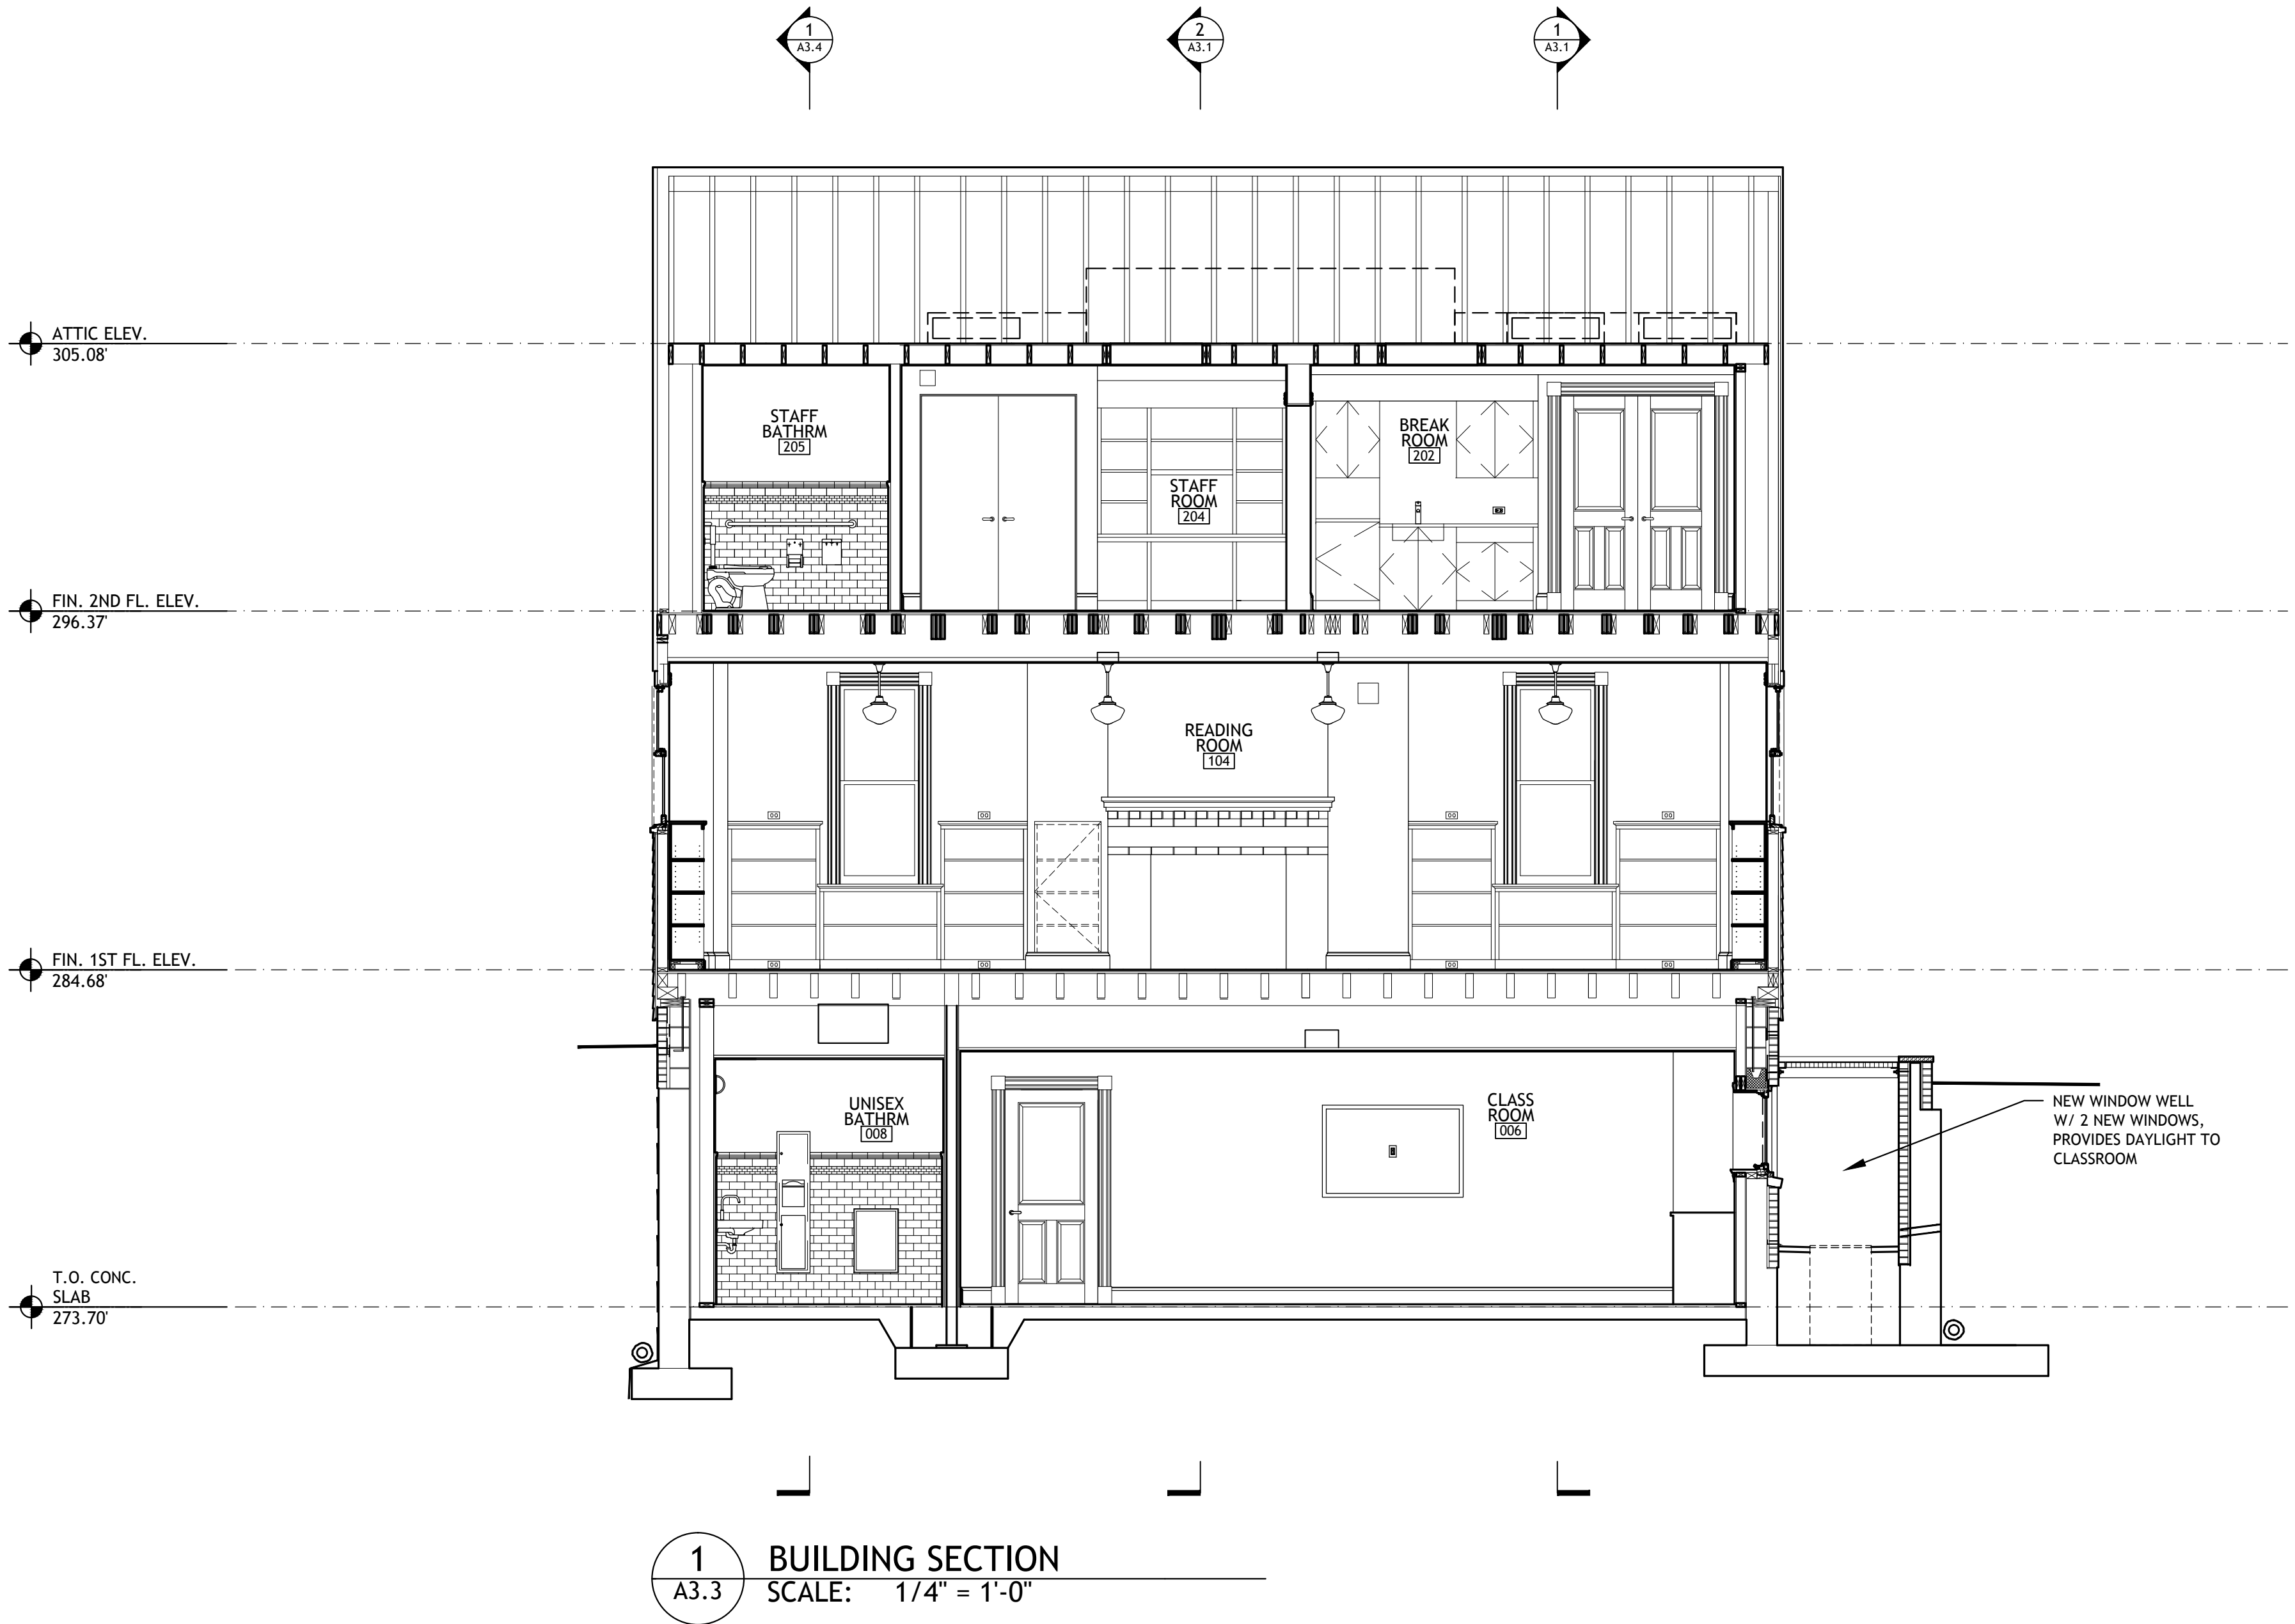 1
A3.4
2
A3.1
1
A3.1
ATTIC ELEV.
305.08'
STAFF
BATHRM
205
BREAK
ROOM
202
STAFF
ROOM
204
FIN. 2ND FL. ELEV.
296.37'
READING
ROOM
104
FIN. 1ST FL. ELEV.
284.68'
UNISEX
BATHRM
008
CLASS
ROOM
006
NEW WINDOW WELL
W/ 2 NEW WINDOWS,
PROVIDES DAYLIGHT TO
CLASSROOM
T.O. CONC.
SLAB
273.70'
1
A3.3
BUILDING SECTION
SCALE: 1/4" = 1'-0"